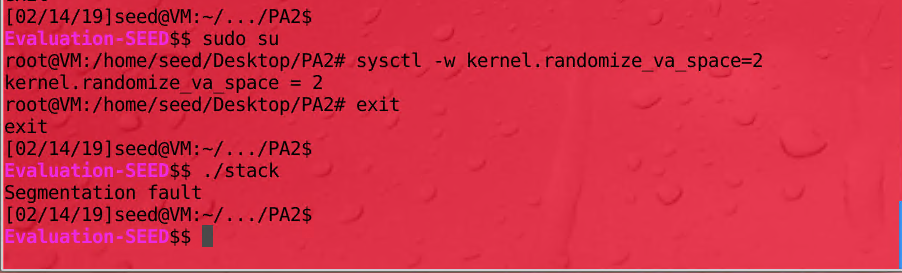 [02/14/19]seed@VM:~/.../PA2$
Evaluation-SEED$$ sudo su
root@VM:/home/seed/Desktop/PA2# sysctl -w kernel.randomize_va_space=2
kernel.randomize_va_space = 2
root@VM:/home/seed/Desktop/PA2# exit
exit
[02/14/19]seed@VM:~/.../PA2$
Evaluation-SEED$$ ./stack
Segmentation fault
[02/14/19]seed@VM:~/.../PA2$
Evaluation-SEED$$